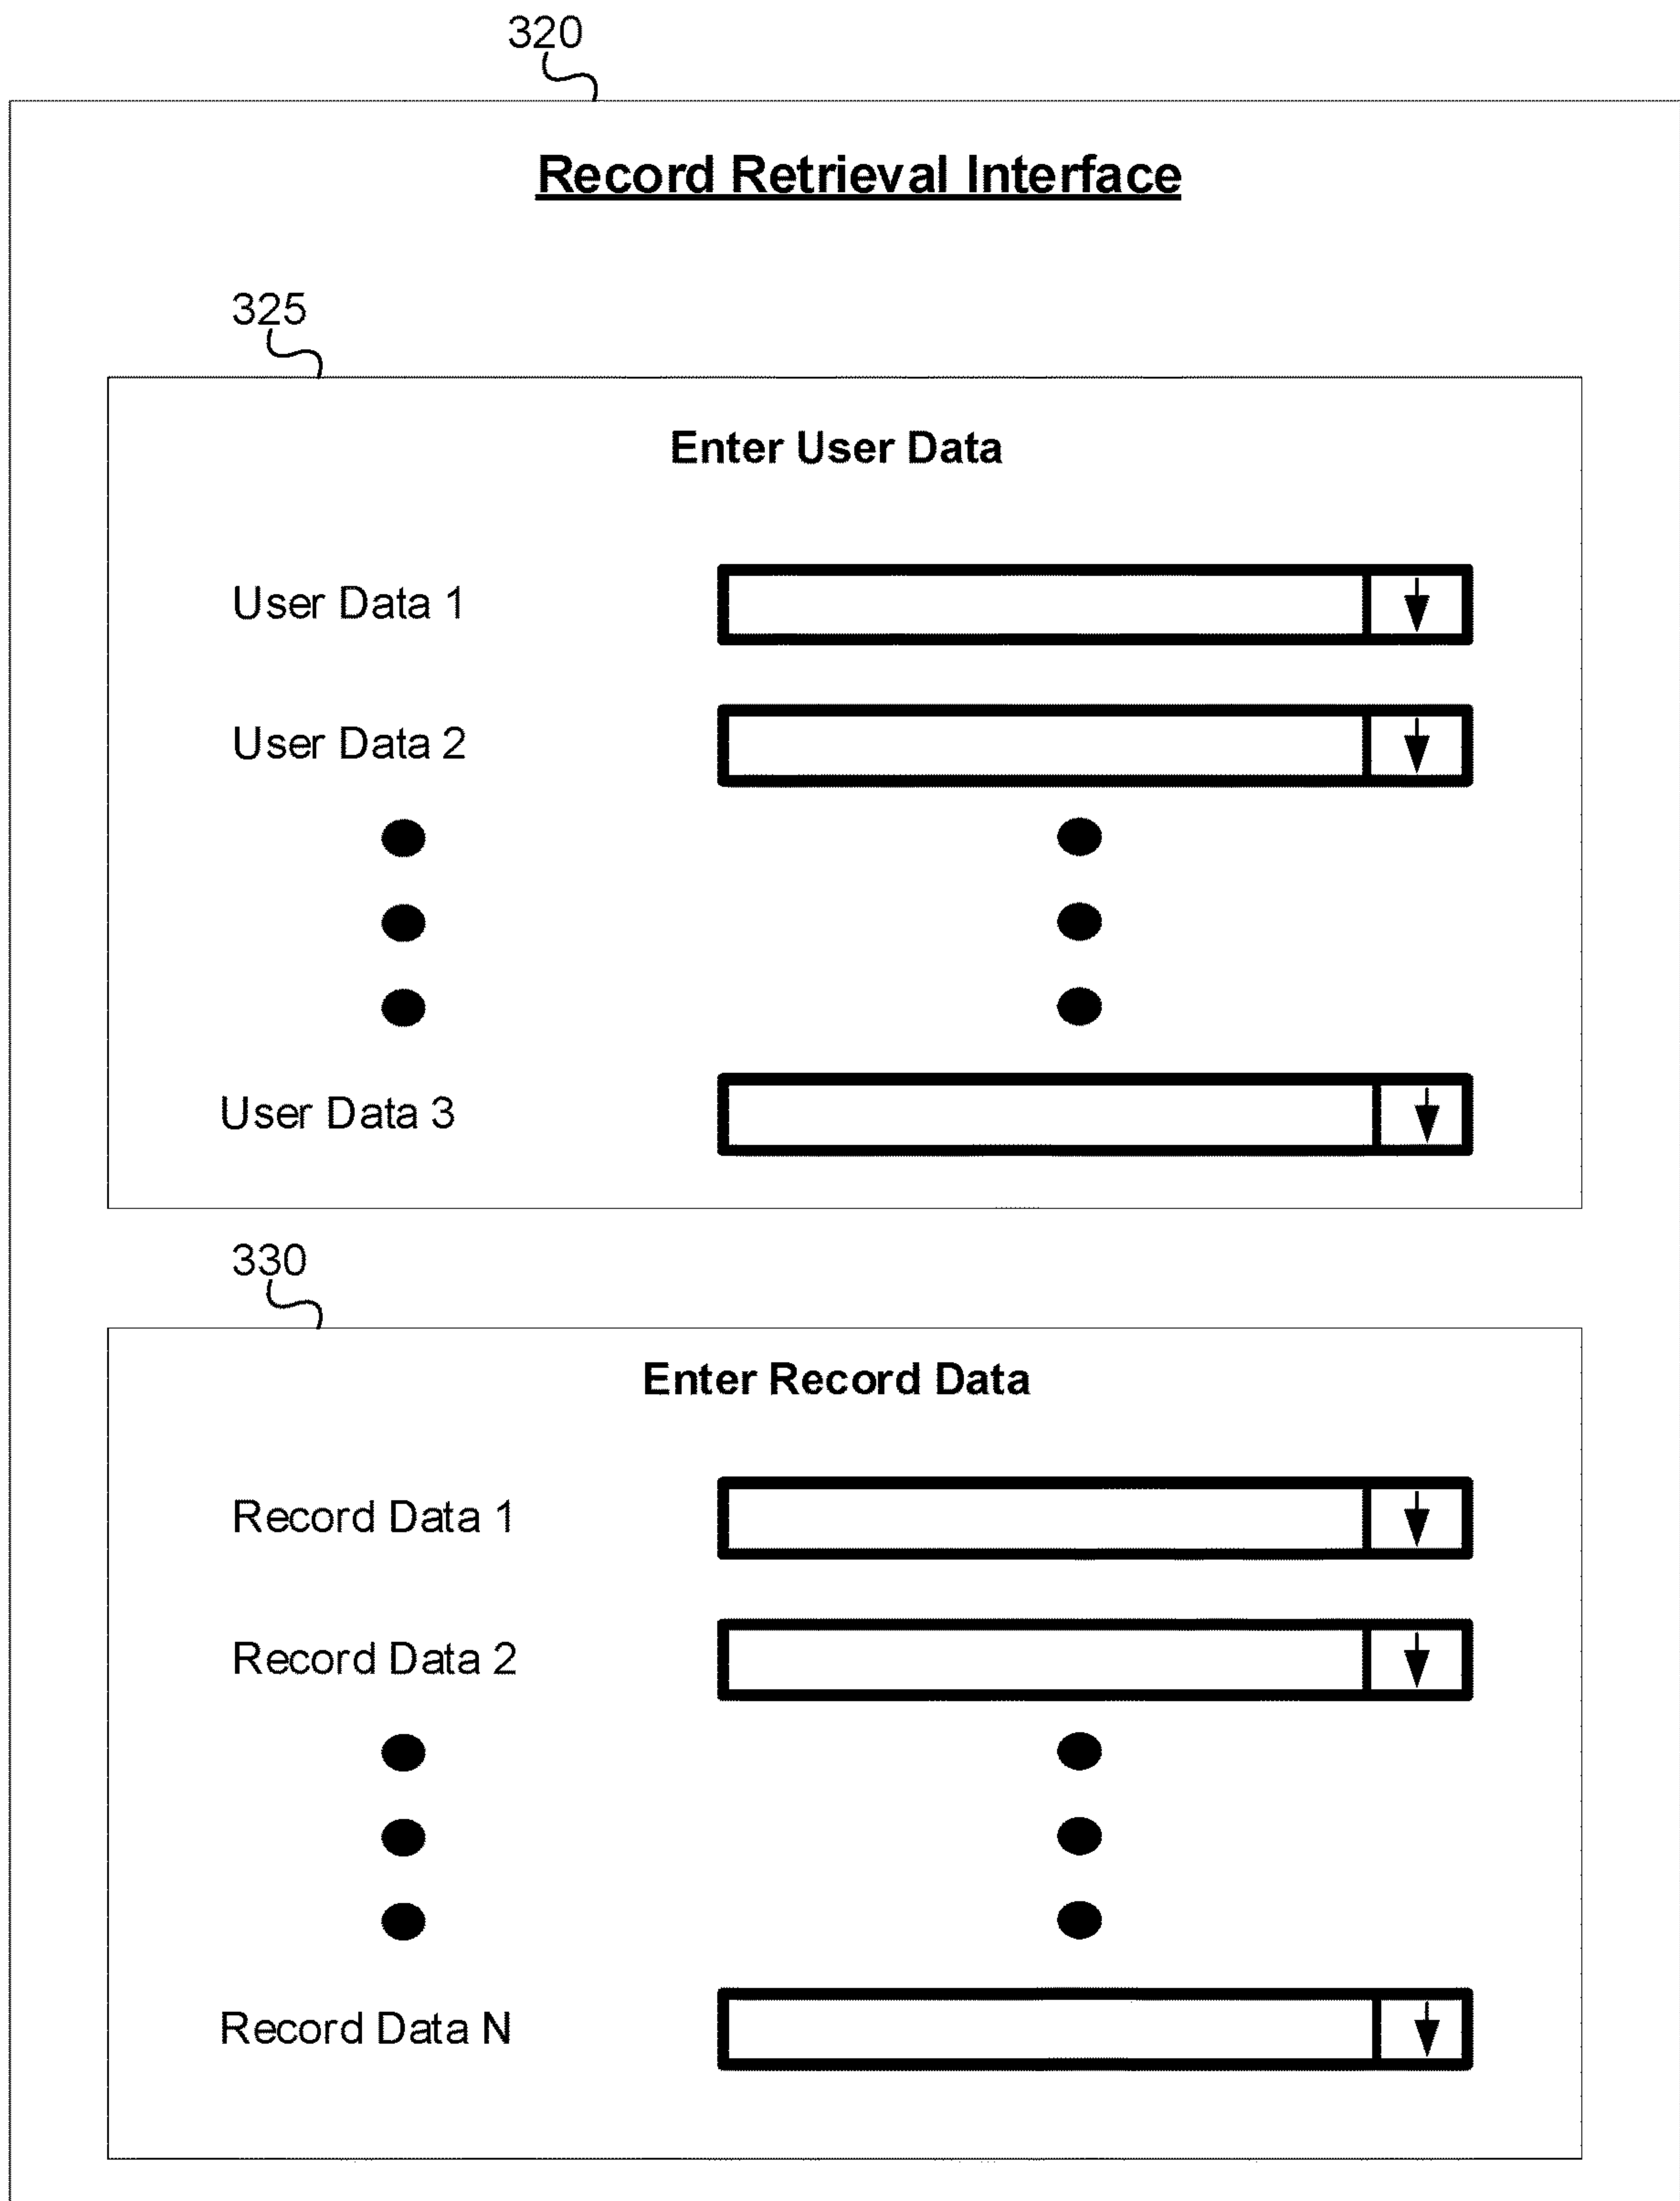 320
Record Retrieval Interface
325
Enter User Data
User Data 1
User Data 2
User Data 3
330
Enter Record Data
Record Data 1
Record Data 2
Record Data N